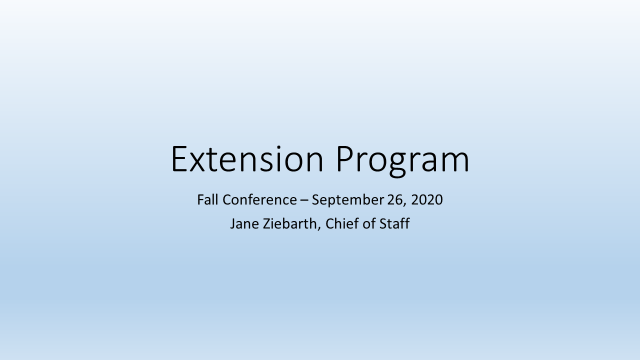 Extension Program
Fall Conference – September 26, 2020
Jane Ziebarth, Chief of Staff